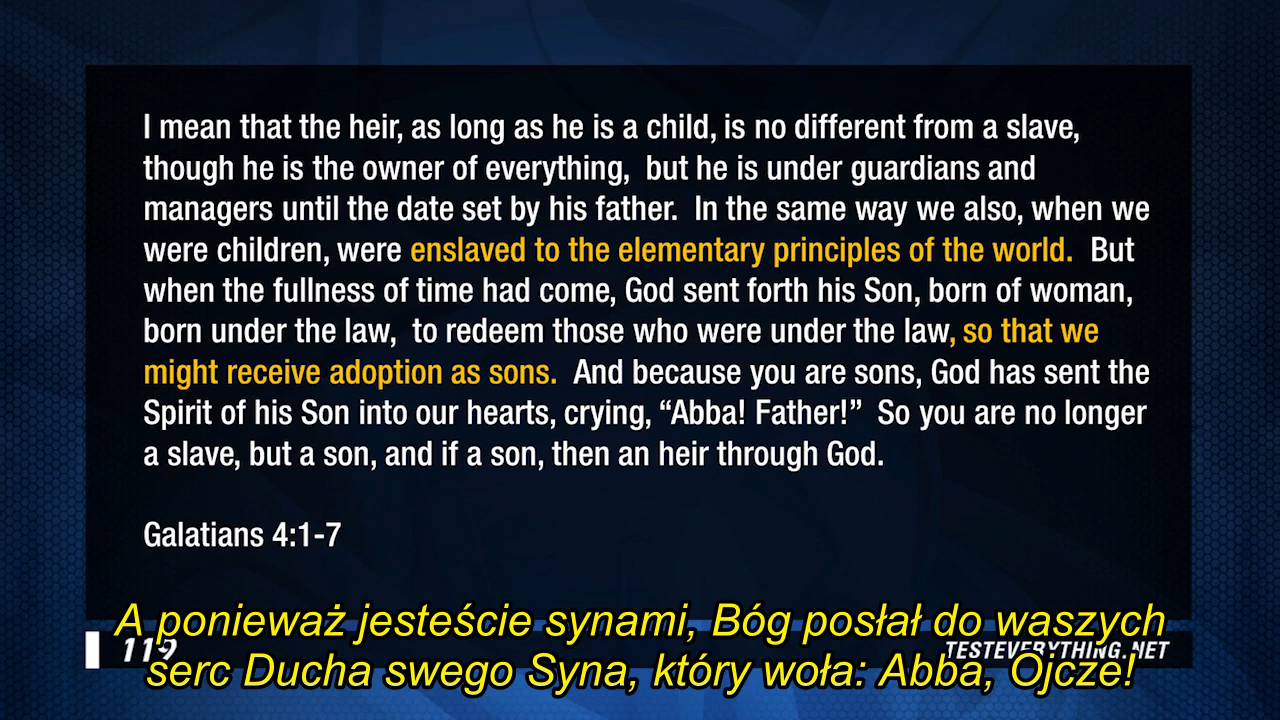 I mean that the heir, as long as he is a child, is no different from a slave,
though he is the owner of everything, but he is under guardians and
managers until the date set by his father. In the same way we also, when we
were children, were enslaved to the elementary principles of the world. But
when the fullness of time had come, God sent forth his Son, born of woman,
born under the law, to redeem those who were under the law, so that we
might receive adoption as sons. And because you are sons, God has sent the
Spirit of his Son into our hearts, crying, “Abba! Father!” So you are no longer
a slave, but a son, and if a son, then an heir through God.
Galatians 4:1-7
A ponieważ jesteście synami, Bóg posłał do waszych
119
TESTEVERYTHING.NET
serc Ducha swego Syna, który woła: Abba, Ojcze!